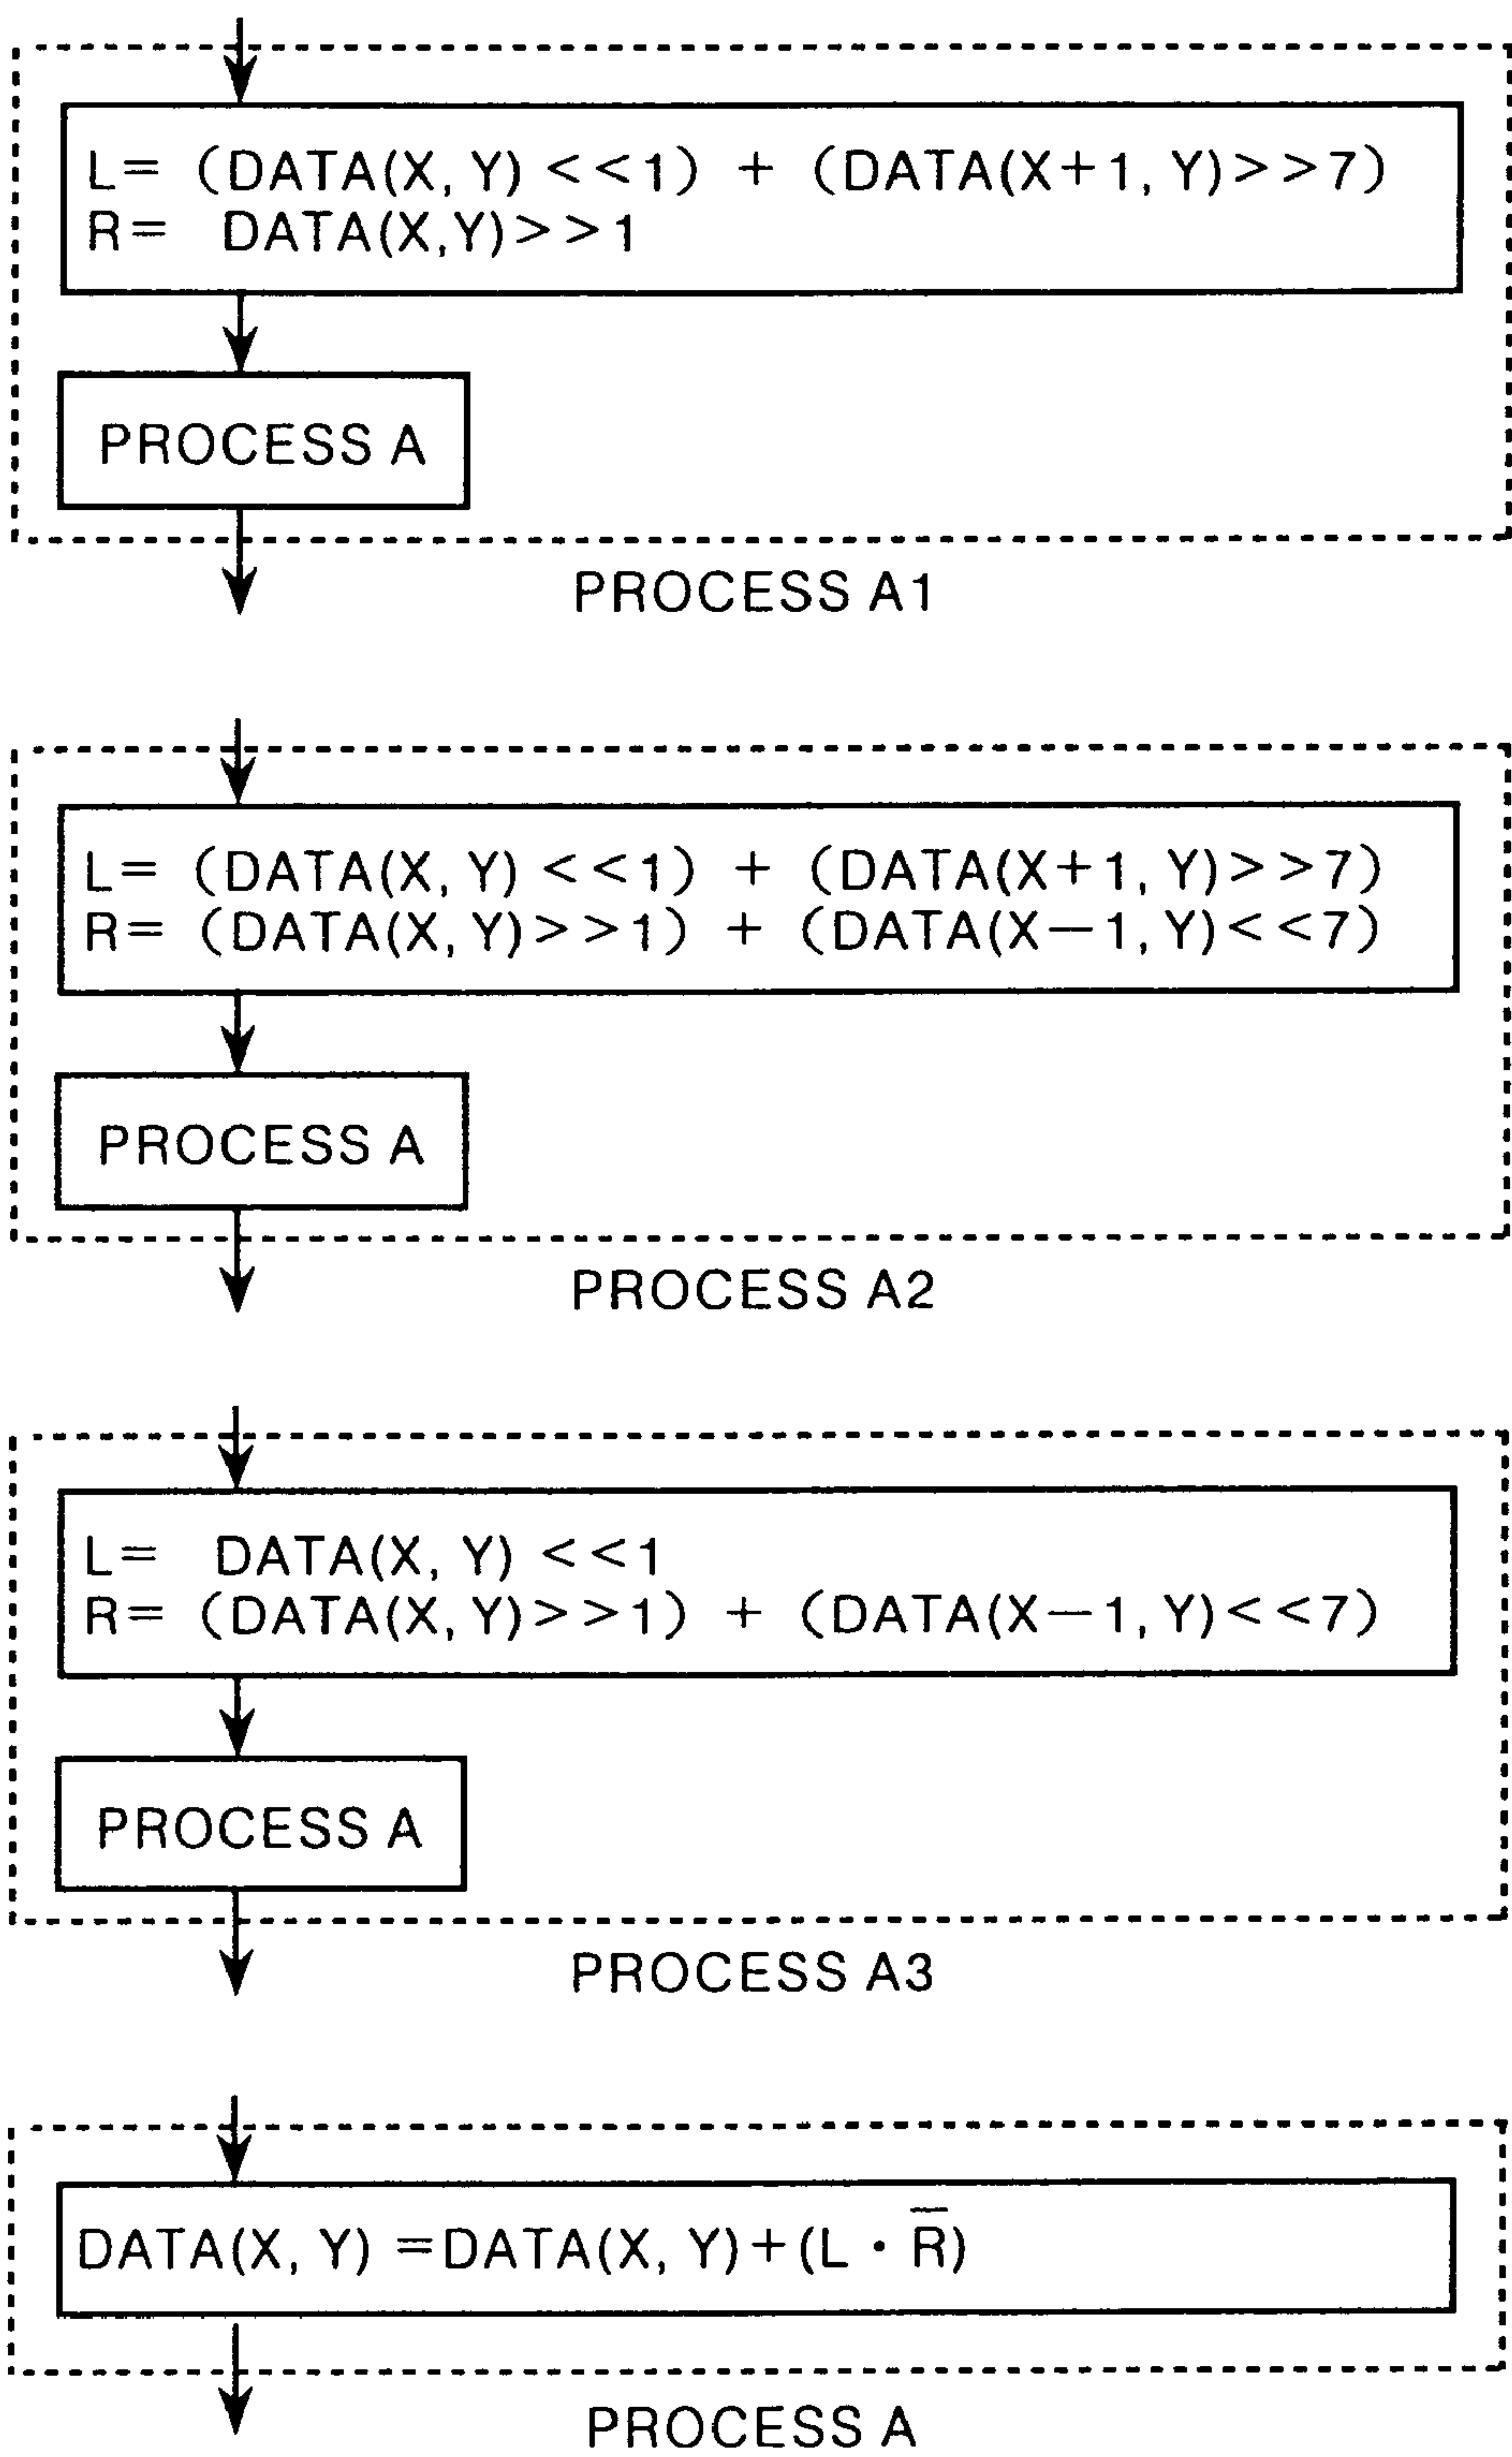 L= (DATA(X, Y) <<1) + (DATA(X+1, Y)>>7)
R= DATA(X,Y)>>1
PROCESS A
PROCESS A1
L= (DATA(X, Y) <<1) + (DATA(X+1, Y)>>7)
R= (DATA(X, Y)>>1) + (DATA(X−1, Y)<<7)
PROCESS A
PROCESS A2
L= DATA(X, Y) <<1
R= (DATA(X, Y)>>1) + (DATA(X−1, Y)<<7)
PROCESS A
PROCESS A3
DATA(X, Y) =DATA(X, Y)+(L · R̅)
PROCESS A